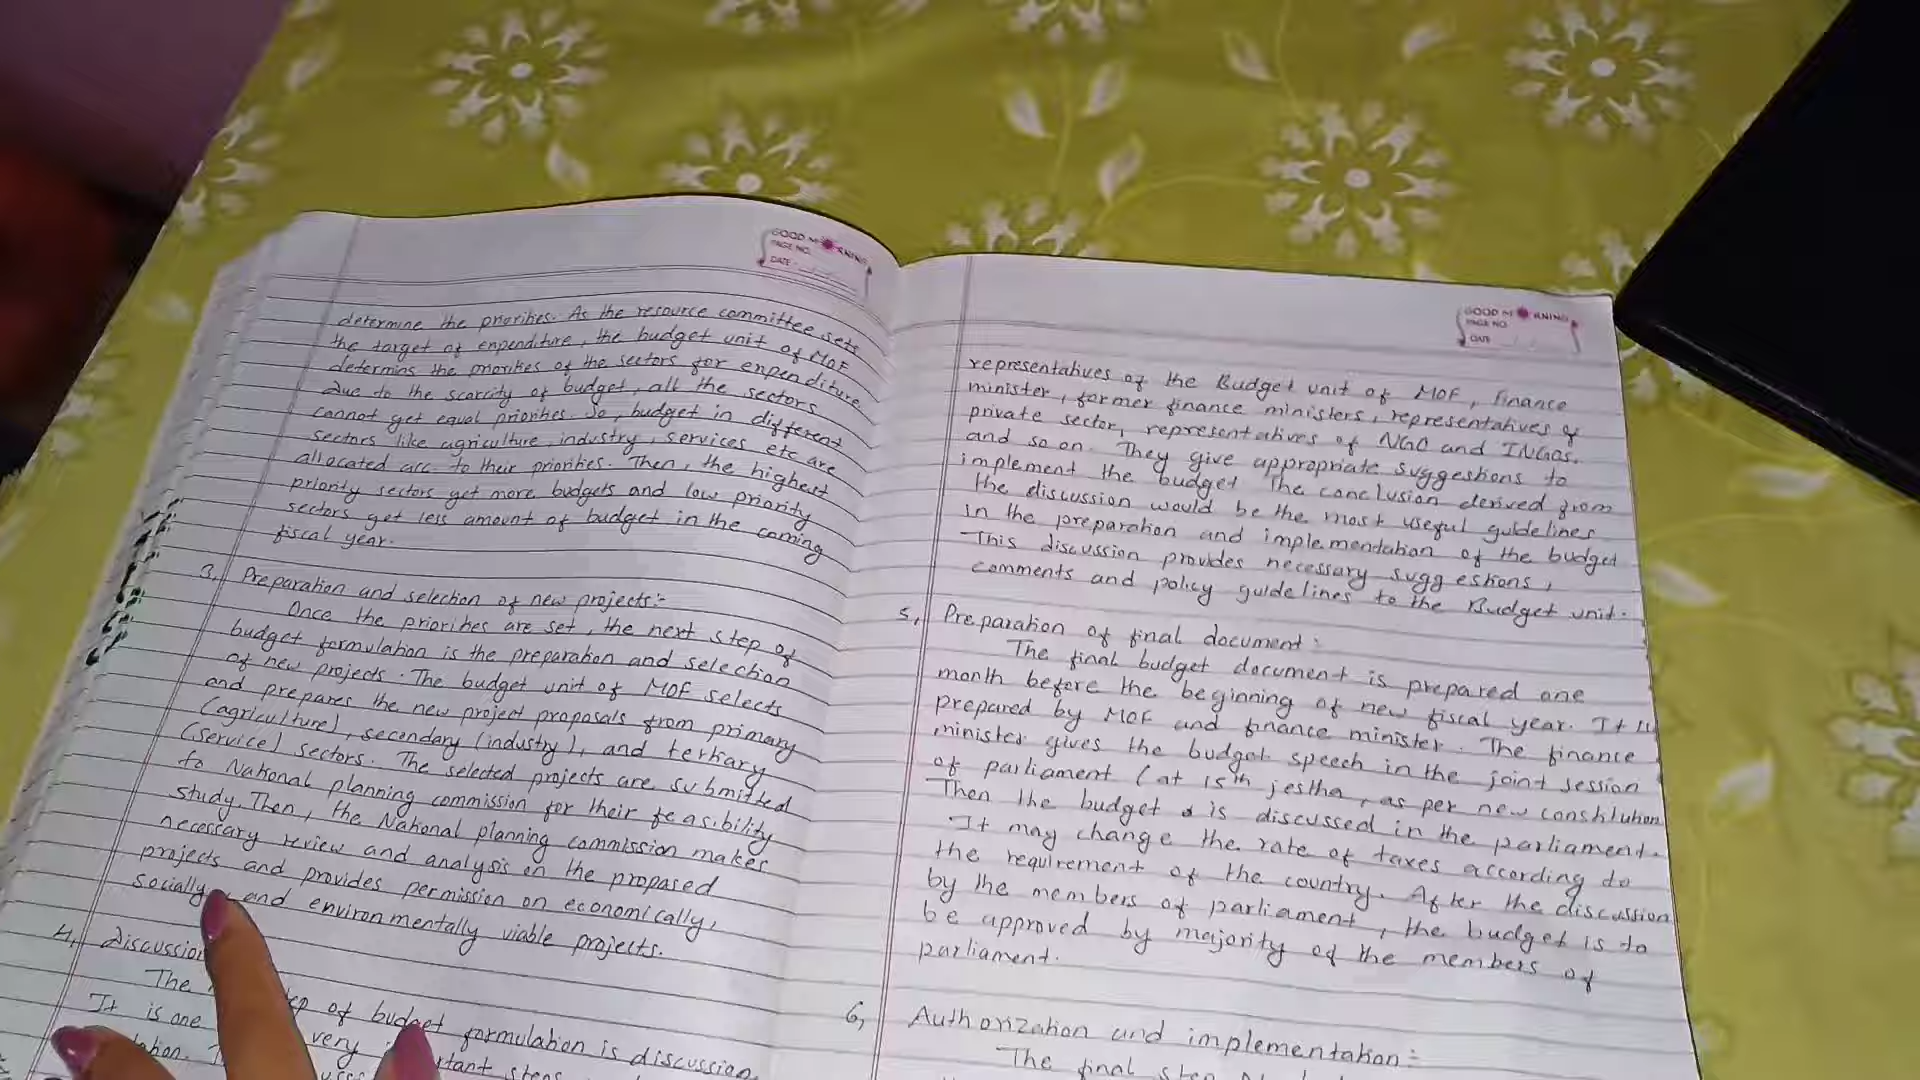 GOOD M RNING
PAGE NO.
DATE:
determine the priorities. As the resource committee sets
the target of enpenditure, the budget unit of MOF
determins the priorities of the sectors for enpenditure.
Due to the scarcity of budget, all the sectors
cannot get equal priorities. So, budget in different
sectors like agriculture, industry, services etc are
allocated acc. to their priorities. Then, the highest
priority sectors get more budgets and low priority
sectors get less amount of budget in the coming
fiscal year.
3, Preparation and selection of new projects:-
Once the priorities are set, the next step of
budget formulation is the preparation and selection
of new projects. The budget unit of MOF selects
and prepares the new project proposals from primary
(agriculture), secondary (industry), and tertiary
(service) sectors. The selected projects are submitted
to National planning commission for their feasibility
study. Then, the National planning commission makes
necessary review and analysis on the proposed
projects and provides permission on economically,
socially, and environmentally viable projects.
4, Discussion
The step of budget formulation is discussion.
It is one very
GOOD M RNING
PAGE NO.
DATE
representatives of the Budget unit of MOF, finance
minister, former finance ministers, representatives of
private sector, representatives of NGO and INGOs.
and so on. They give appropriate suggestions to
implement the budget. The conclusion derived from
the discussion would be the most useful guidelines
in the preparation and implementation of the budget
This discussion provides necessary suggestions,
comments and policy guidelines to the Budget unit.
5, Preparation of final document:
The final budget document is prepared one
month before the beginning of new fiscal year. It is
prepared by MOF and finance minister. The finance
minister gives the budget speech in the joint session
of parliament (at 15th jestha, as per new constitution
Then the budget is discussed in the parliament.
It may change the rate of taxes according to
the requirement of the country. After the discussion
by the members of parliament, the budget is to
be approved by majority of the members of
parliament.
6, Authorization and implementation:
The final step